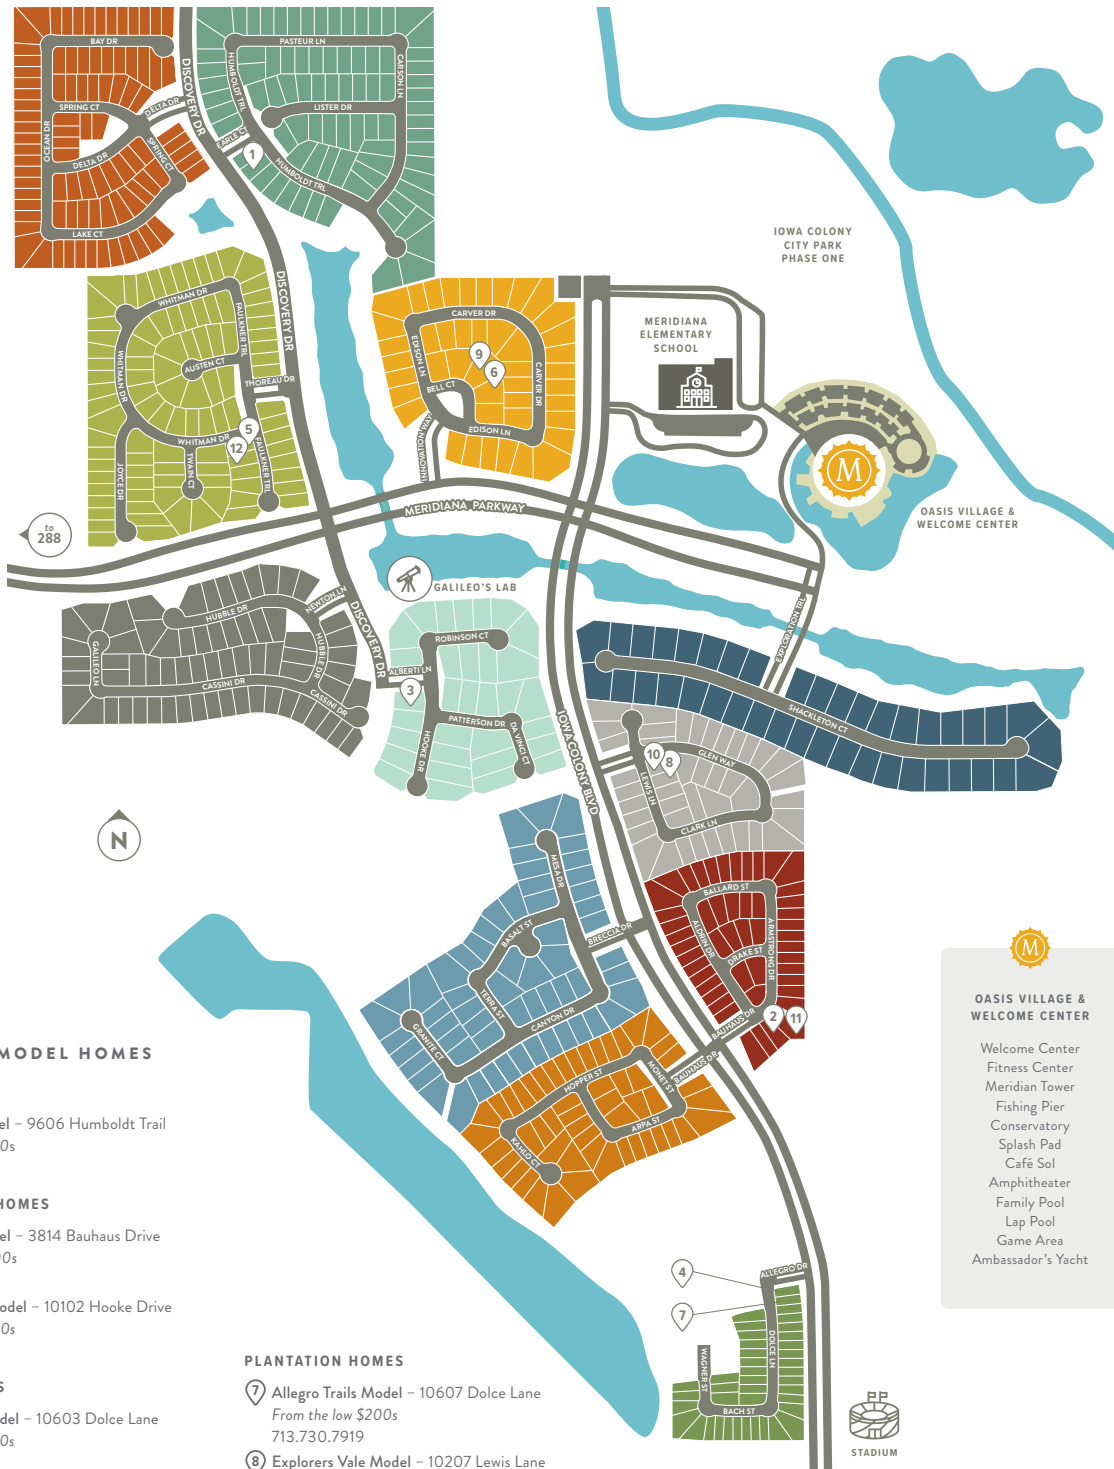 BAY DR
SPRING CT
OCEAN DR
DELTA DR
DELTA DR
SPRING CT
LAKE CT
DISCOVERY DR
PASTEUR LN
HUMBOLDT TRL
CARSON LN
LISTER DR
EARLE CT
1
HUMBOLDT TRL
IOWA COLONY
CITY PARK
PHASE ONE
DISCOVERY DR
WHITMAN DR
FAULKNER TRL
WHITMAN DR
AUSTEN CT
THOREAU DR
5
WHITMAN DR
12
TWAIN CT
FAULKNER TRL
JOYCE DR
CARVER DR
EDISON LN
9
6
BELL CT
CARVER DR
EDISON LN
INNOVATION WAY
MERIDIANA
ELEMENTARY
SCHOOL
M
OASIS VILLAGE &
WELCOME CENTER
MERIDIANA PARKWAY
to
288
GALILEO'S LAB
HUBBLE DR
NEWTON LN
GALILEO LN
HUBBLE DR
CASSINI DR
CASSINI DR
DISCOVERY DR
ROBINSON CT
ALBERTI LN
3
PATTERSON DR
DA VINCI CT
HOOKE DR
EXPLORATION TRL
SHACKLETON CT
IOWA COLONY BLVD
10
8
GLEN WAY
LEWIS LN
CLARK LN
N
MESA DR
BASALT ST
BRECCIA DR
TERRA ST
CANYON DR
GRANITE CT
BALLARD ST
ALDRIN DR
ARMSTRONG DR
DRAKE ST
BAUHAUS DR
2
11
BAUHAUS DR
HOPPER ST
MONET ST
ARPA ST
KAHLO CT
M
OASIS VILLAGE &
WELCOME CENTER
Welcome Center
Fitness Center
Meridian Tower
Fishing Pier
Conservatory
Splash Pad
Café Sol
Amphitheater
Family Pool
Lap Pool
Game Area
Ambassador's Yacht
4
7
ALLEGRO DR
DOLCE LN
WAGNER ST
BACH ST
STADIUM
MODEL HOMES
el – 9606 Humboldt Trail
0s
HOMES
el – 3814 Bauhaus Drive
0s
odel – 10102 Hooke Drive
0s
S
del – 10603 Dolce Lane
0s
PLANTATION HOMES
7 Allegro Trails Model – 10607 Dolce Lane
From the low $200s
713.730.7919
8 Explorers Vale Model – 10207 Lewis Lane